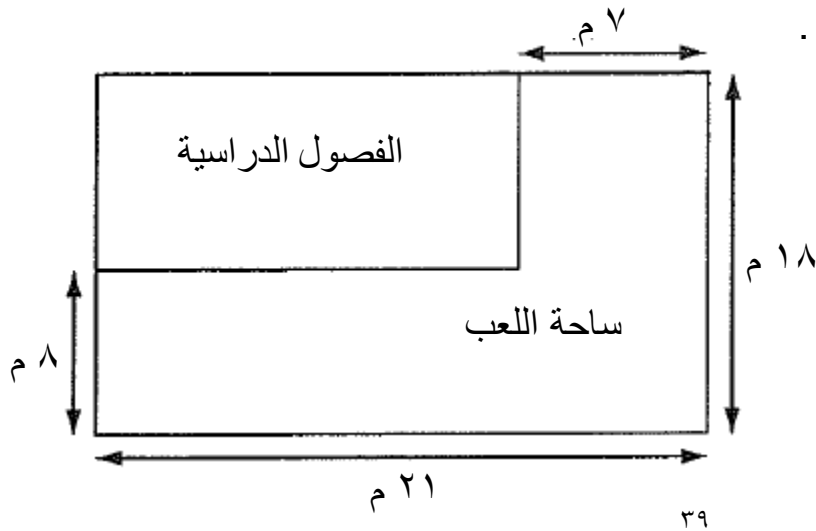 ٧ م
.
الفصول الدراسية
١٨ م
ساحة اللعب
٨ م
٢١ م
٣٩